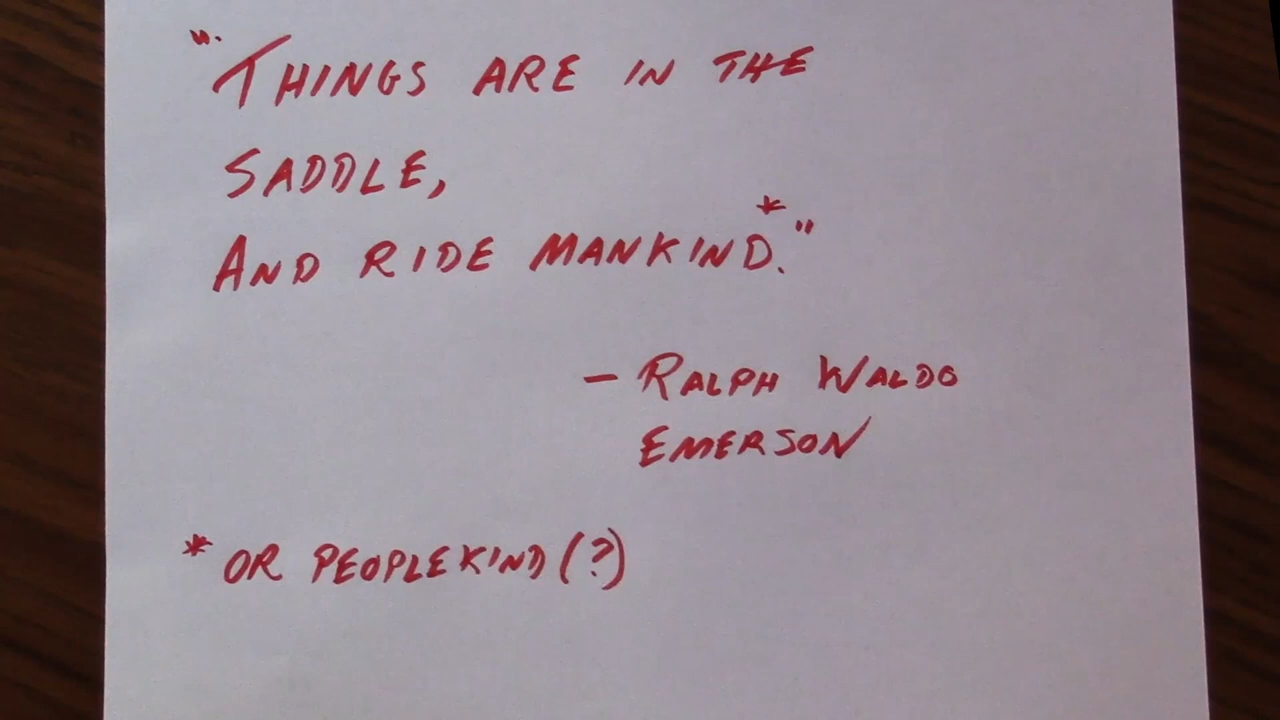 "THINGS ARE IN THE
SADDLE,
AND RIDE MANKIND.*"
- RALPH WALDO
EMERSON
* OR PEOPLEKIND (?)